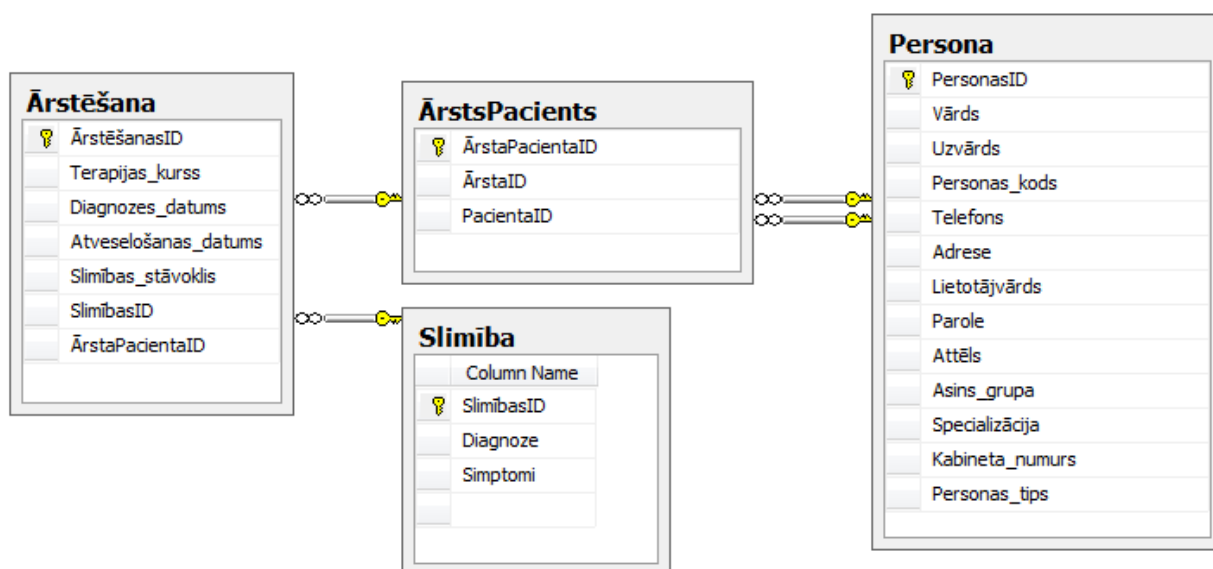 Ārstēšana
ĀrstēšanasID
Terapijas_kurss
Diagnozes_datums
Atveseļošanas_datums
Slimības_stāvoklis
SlimībasID
ĀrstaPacientaID
ĀrstsPacients
ĀrstaPacientaID
ĀrstaID
PacientaID
Slimība
Column Name
SlimībasID
Diagnoze
Simptomi
Persona
PersonasID
Vārds
Uzvārds
Personas_kods
Telefons
Adrese
Lietotājvārds
Parole
Attēls
Asins_grupa
Specializācija
Kabineta_numurs
Personas_tips